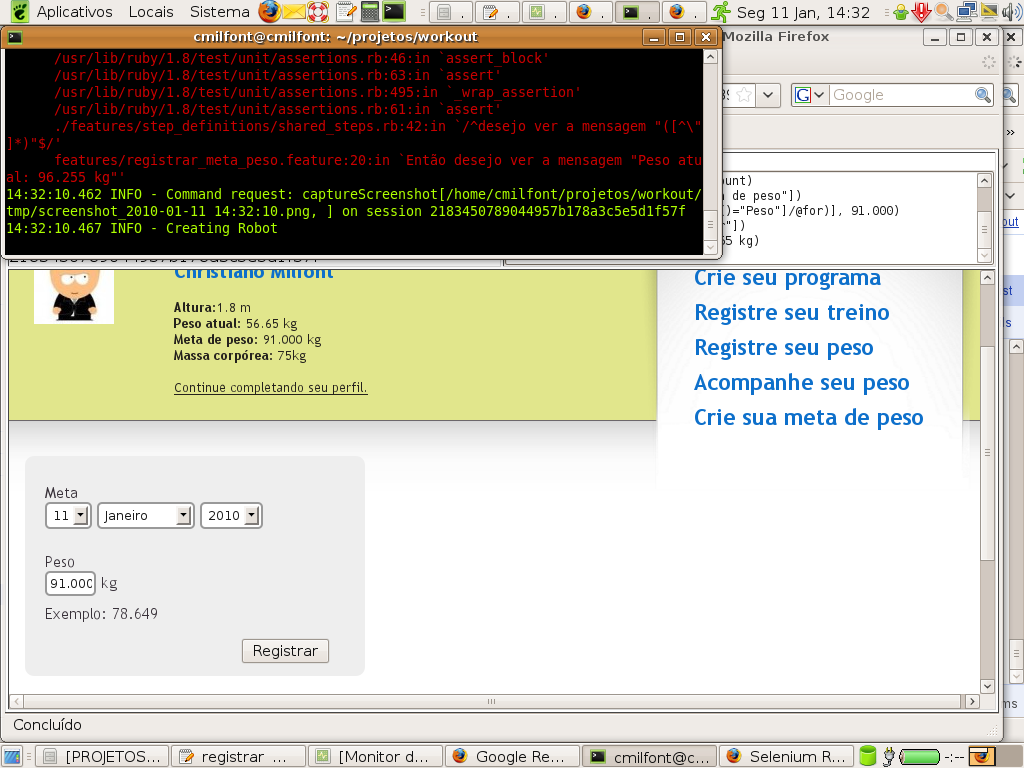 Aplicativos Locais Sistema Seg 11 Jan, 14:32
cmilfont@cmilfont: ~/projetos/workout
Mozilla Firefox
/usr/lib/ruby/1.8/test/unit/assertions.rb:46:in `assert_block'
/usr/lib/ruby/1.8/test/unit/assertions.rb:63:in `assert'
/usr/lib/ruby/1.8/test/unit/assertions.rb:495:in `_wrap_assertion'
/usr/lib/ruby/1.8/test/unit/assertions.rb:61:in `assert'
./features/step_definitions/shared_steps.rb:42:in `/^desejo ver a mensagem "([^\"
]*)"$/'
features/registrar_meta_peso.feature:20:in `Então desejo ver a mensagem "Peso atu
al: 96.255 kg"'
14:32:10.462 INFO - Command request: captureScreenshot[/home/cmilfont/projetos/workout/
tmp/screenshot_2010-01-11 14:32:10.png, ] on session 2183450789044957b178a3c5e5d1f57f
14:32:10.467 INFO - Creating Robot
Google
»
ount)
a de peso"])
()="Peso"]/@for)], 91.000)
"])
5 kg)
out
st
s
Christiano Milfont
Altura:1.8 m
Peso atual: 56.65 kg
Meta de peso: 91.000 kg
Massa corpórea: 75kg
Continue completando seu perfil.
Crie seu programa
Registre seu treino
Registre seu peso
Acompanhe seu peso
Crie sua meta de peso
Meta
11 Janeiro 2010
Peso
91.000 kg
Exemplo: 78.649
Registrar
ms
Concluído
[PROJETOS... registrar ... [Monitor d... Google Re... cmilfont@c... Selenium R... -:--